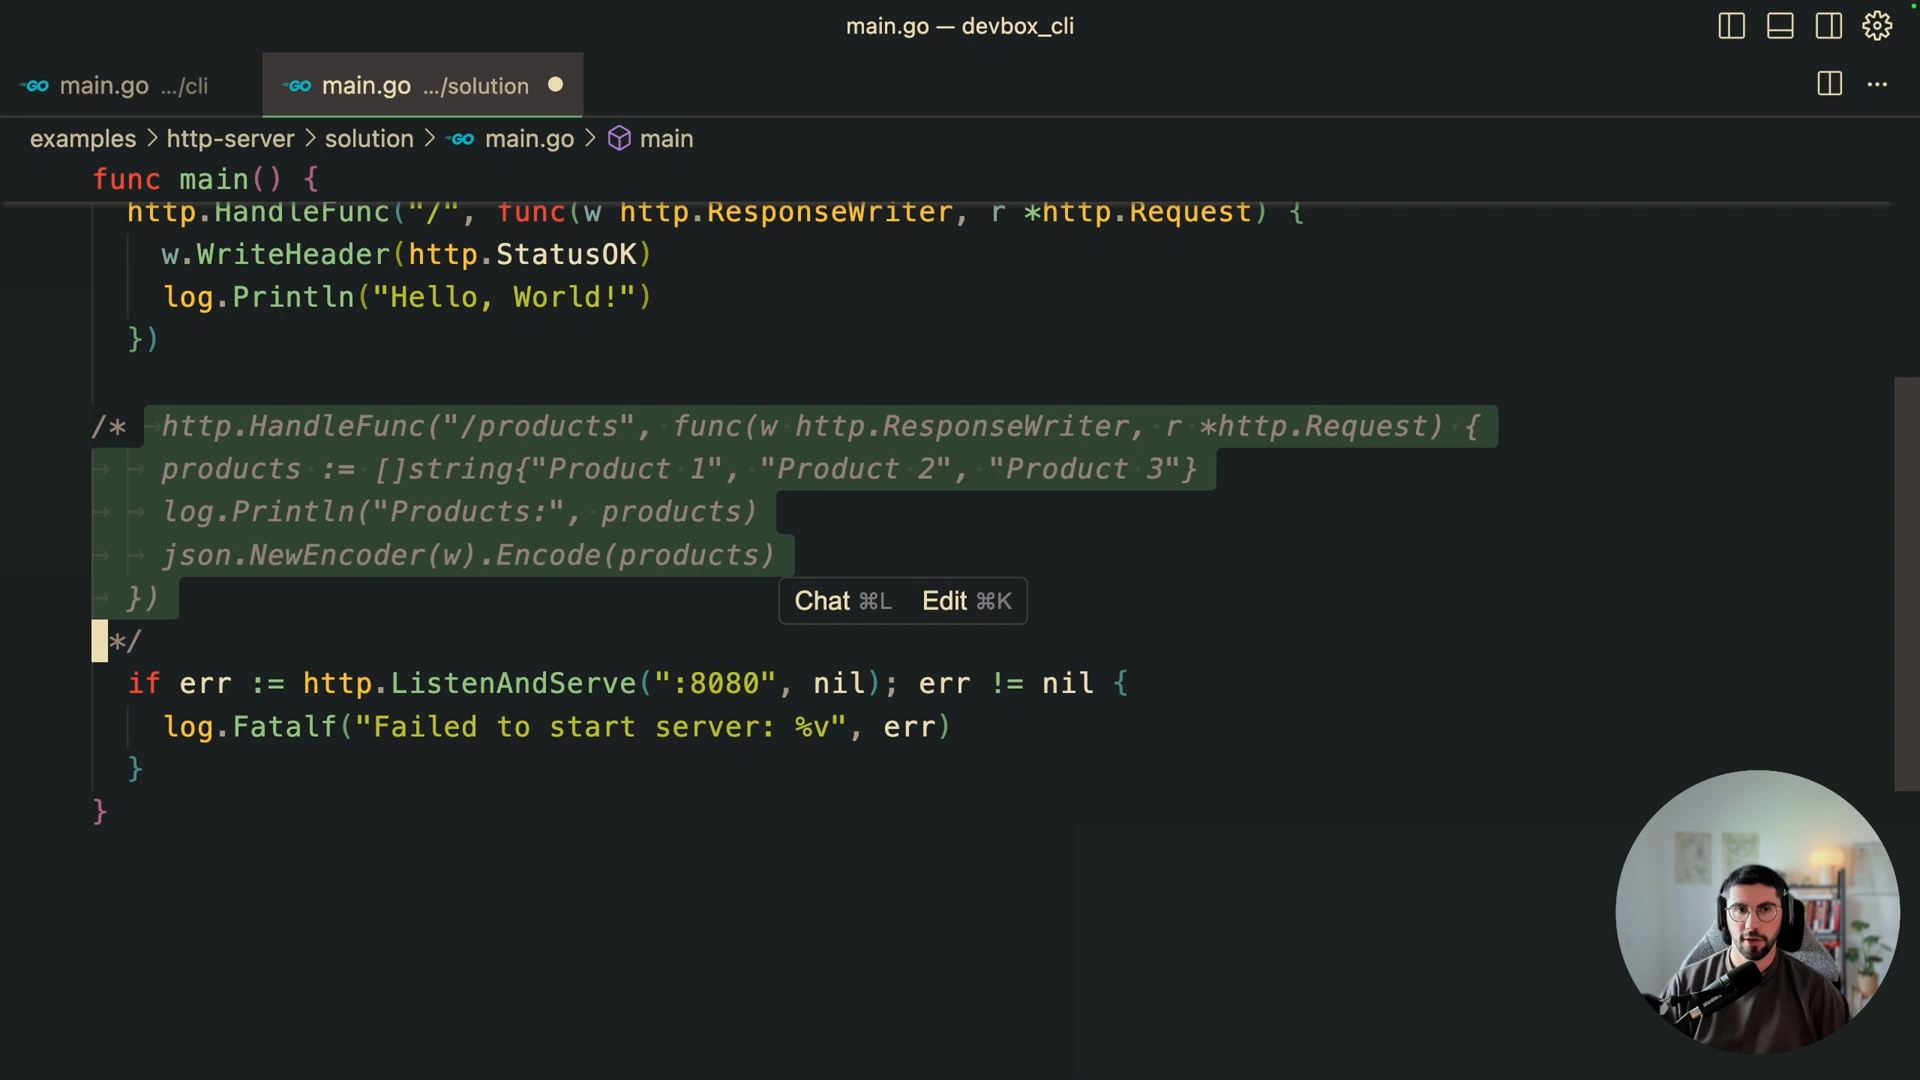 main.go — devbox_cli
GO main.go .../cli
GO main.go .../solution
examples > http-server > solution > GO main.go > main
func main() {
http.HandleFunc("/", func(w http.ResponseWriter, r *http.Request) {
w.WriteHeader(http.StatusOK)
log.Println("Hello, World!")
})
/* http.HandleFunc("/products", func(w http.ResponseWriter, r *http.Request) {
products := []string{"Product 1", "Product 2", "Product 3"}
log.Println("Products:", products)
json.NewEncoder(w).Encode(products)
})
Chat ⌘L Edit ⌘K
*/
if err := http.ListenAndServe(":8080", nil); err != nil {
log.Fatalf("Failed to start server: %v", err)
}
}